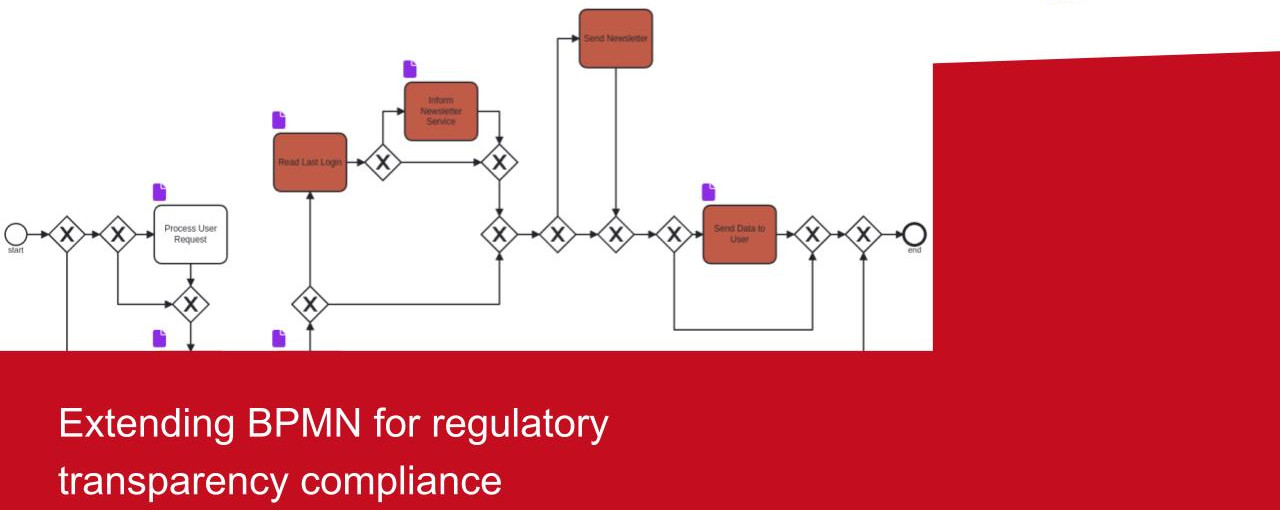 Send Newsletter
Inform
Newsletter
Service
Read Last Login
Process User
Request
Send Data to
User
start
end
Extending BPMN for regulatory
transparency compliance